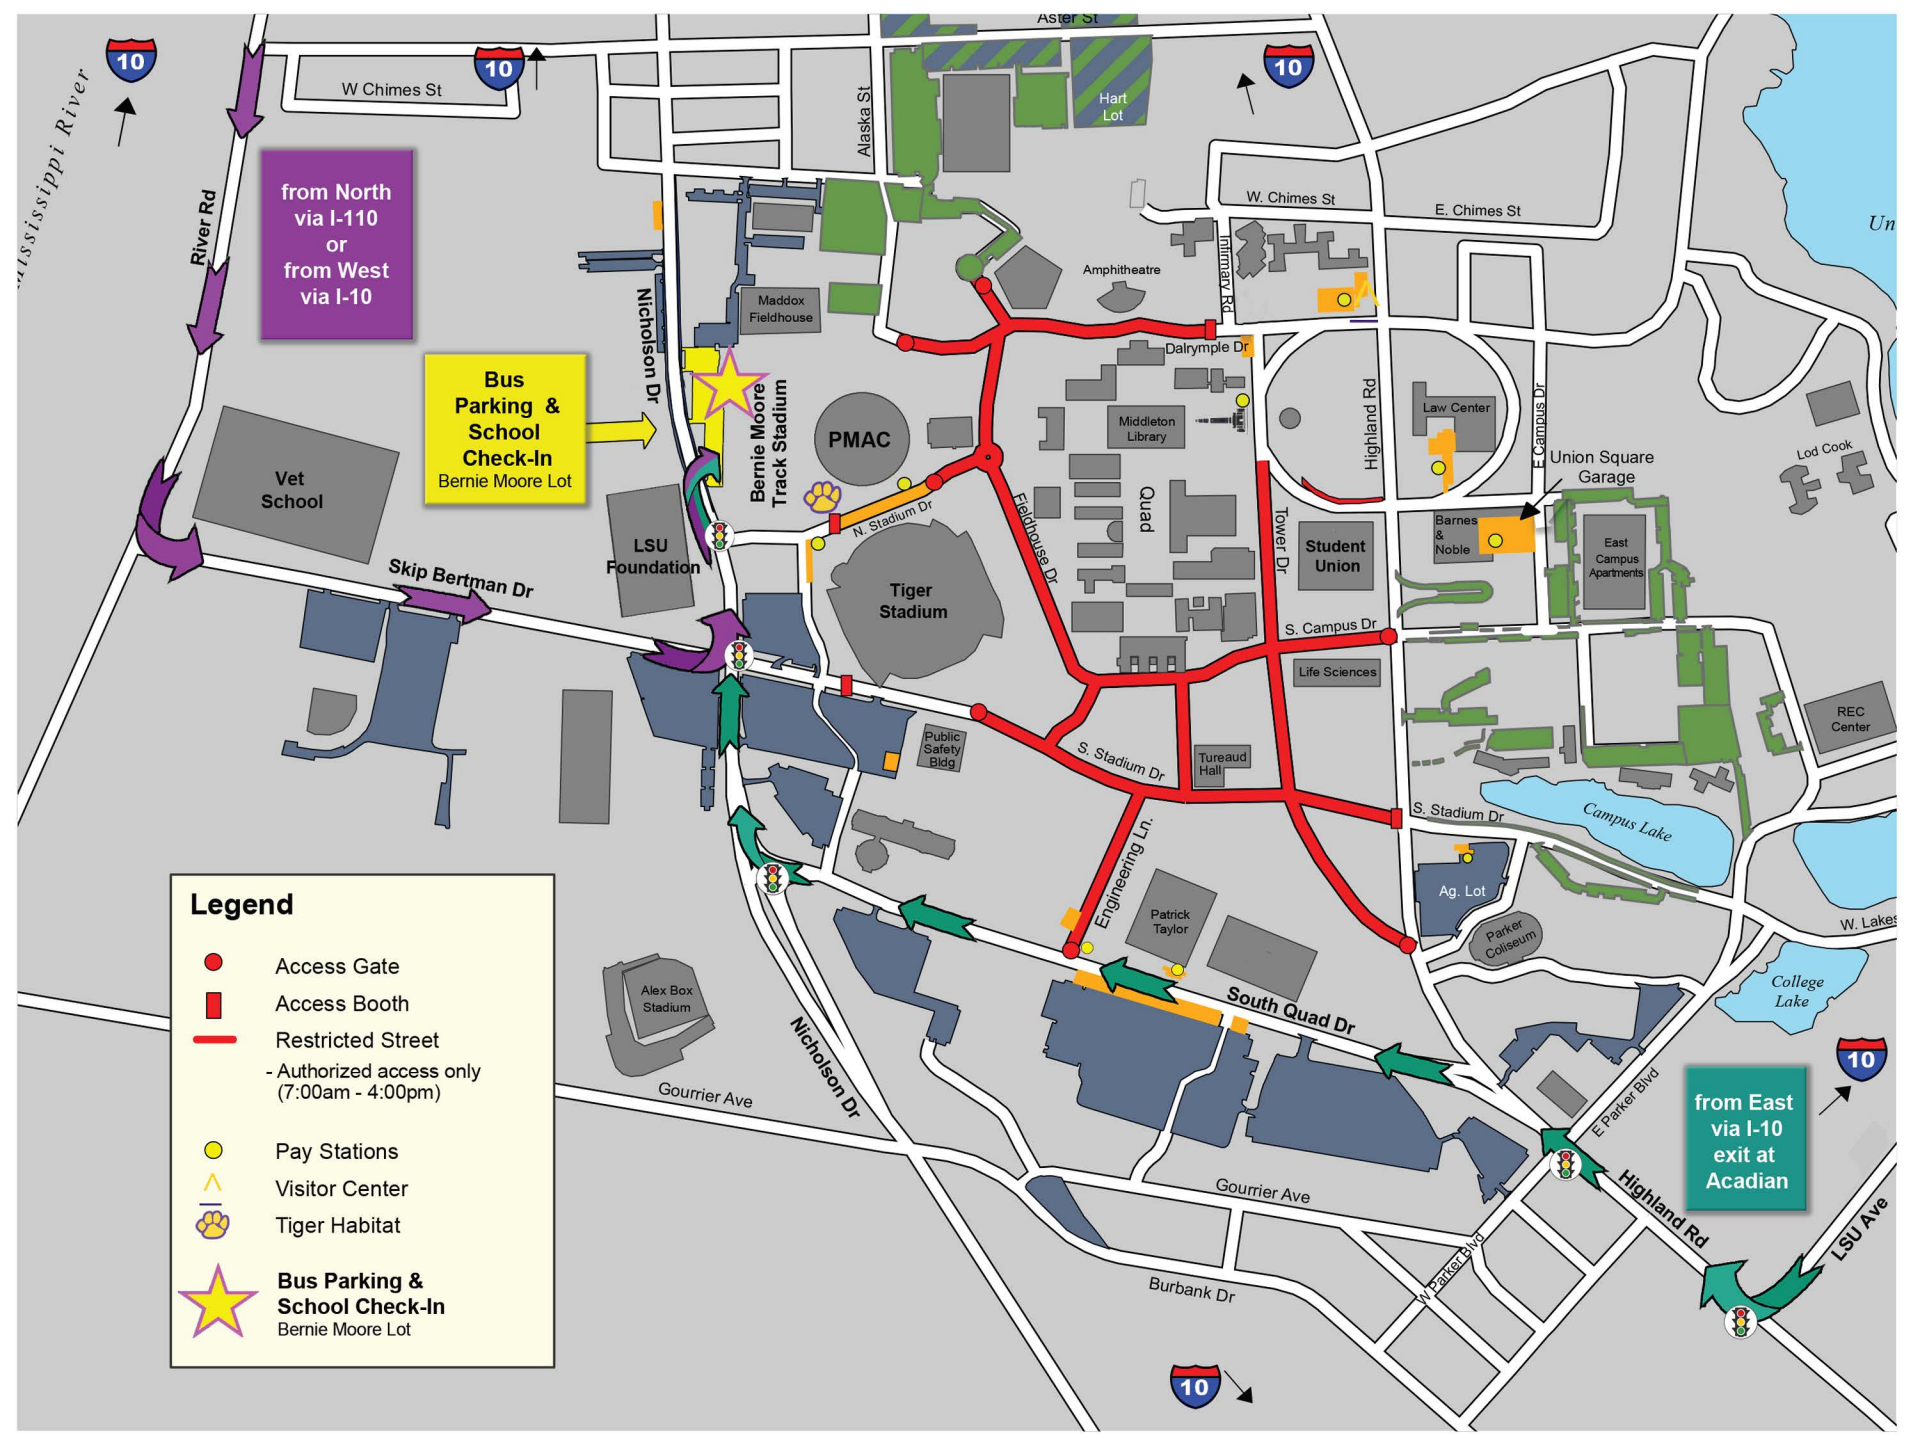 Aster St
10
10
10
W Chimes St
Alaska St
Hart
Lot
Mississippi River
River Rd
from North
via I-110
or
from West
via I-10
W. Chimes St
E. Chimes St
Un
Infirmary Rd
Amphitheatre
Nicholson Dr
Maddox
Fieldhouse
Dalrymple Dr
Bus
Parking &
School
Check-In
Bernie Moore Lot
Bernie Moore
Track Stadium
PMAC
Middleton
Library
Highland Rd
Law Center
E Campus Dr
Lod Cook
Union Square
Garage
Vet
School
LSU
Foundation
N. Stadium Dr
Fieldhouse Dr
Quad
Tower Dr
Student
Union
Barnes
&
Noble
East
Campus
Apartments
Skip Bertman Dr
Tiger
Stadium
S. Campus Dr
Life Sciences
REC
Center
Public
Safety
Bldg
S. Stadium Dr
Tureaud
Hall
S. Stadium Dr
Campus Lake
Engineering Ln.
Ag. Lot
Patrick
Taylor
Parker
Coliseum
W. Lakes
College
Lake
Alex Box
Stadium
South Quad Dr
Nicholson Dr
Gourrier Ave
10
E Parker Blvd
from East
via I-10
exit at
Acadian
Gourrier Ave
Highland Rd
LSU Ave
W Parker Blvd
Burbank Dr
10
Legend
Access Gate
Access Booth
Restricted Street
- Authorized access only
(7:00am - 4:00pm)
Pay Stations
Visitor Center
Tiger Habitat
Bus Parking &
School Check-In
Bernie Moore Lot